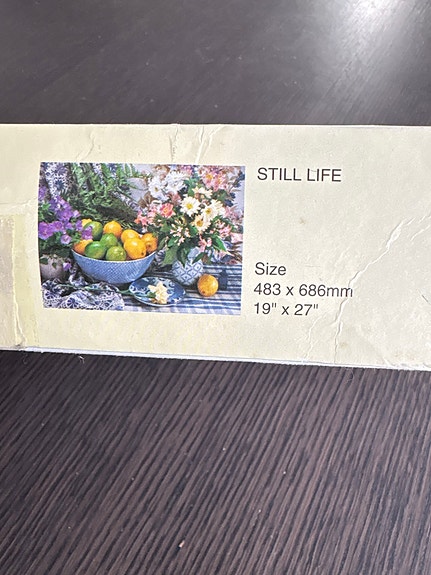 STILL LIFE
Size
483 x 686mm
19" x 27"